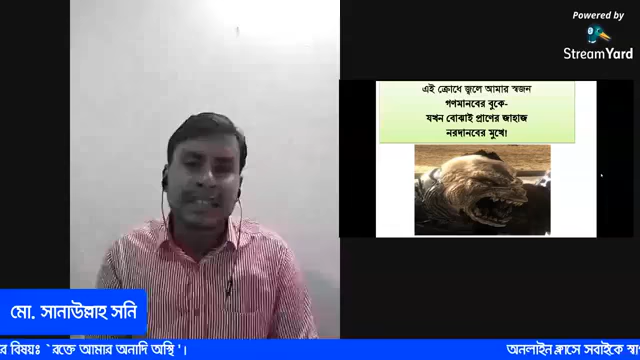 Powered by
StreamYard
এই ক্রোধে জ্বলে আমার স্বজন
গণমানবের বুকে-
যখন বোঝাই প্রাণের জাহাজ
নরদানবের মুখে!
মো. সানাউল্লাহ সনি
বিষয়ঃ `রক্তে আমার অনাদি অস্থি '।
অনলাইন ক্লাসে সবাইকে